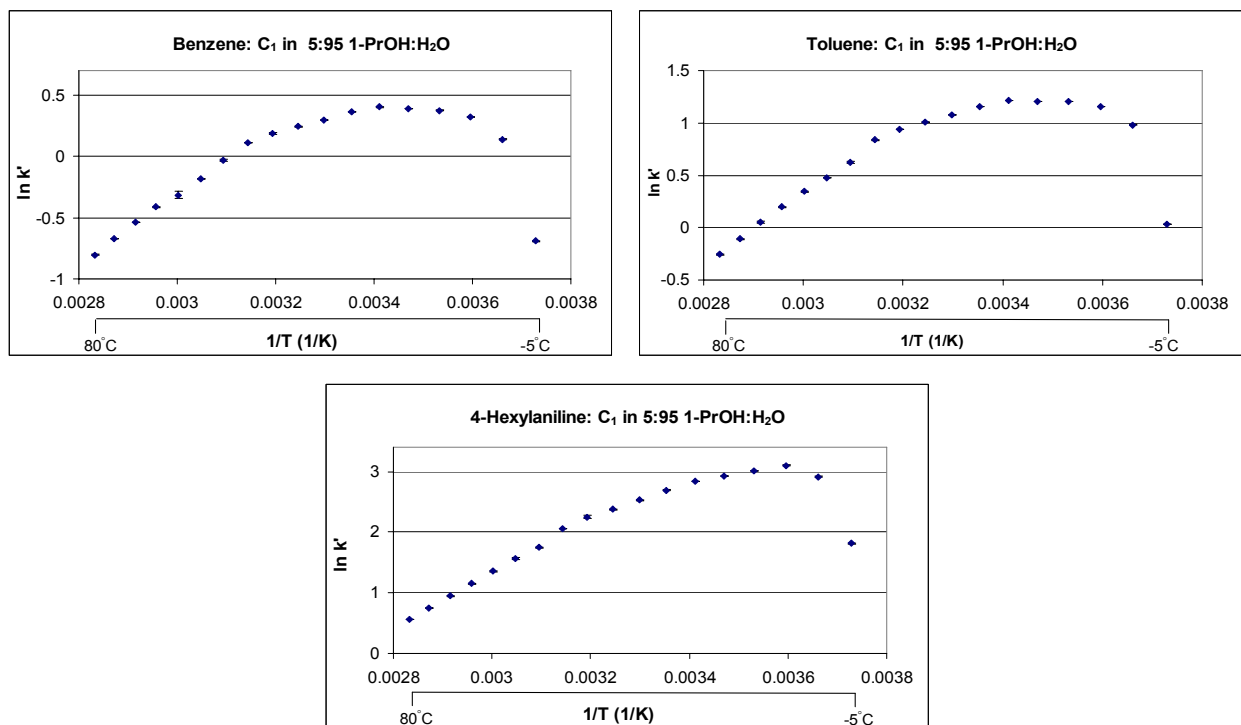 Benzene: C₁ in 5:95 1-PrOH:H₂O
ln k'
0.5
0
-0.5
-1
0.0028 0.003 0.0032 0.0034 0.0036 0.0038
1/T (1/K)
80°C -5°C
Toluene: C₁ in 5:95 1-PrOH:H₂O
ln k'
1.5
1
0.5
0
-0.5
0.0028 0.003 0.0032 0.0034 0.0036 0.0038
1/T (1/K)
80°C -5°C
4-Hexylaniline: C₁ in 5:95 1-PrOH:H₂O
ln k'
3
2
1
0
0.0028 0.003 0.0032 0.0034 0.0036 0.0038
1/T (1/K)
80°C -5°C